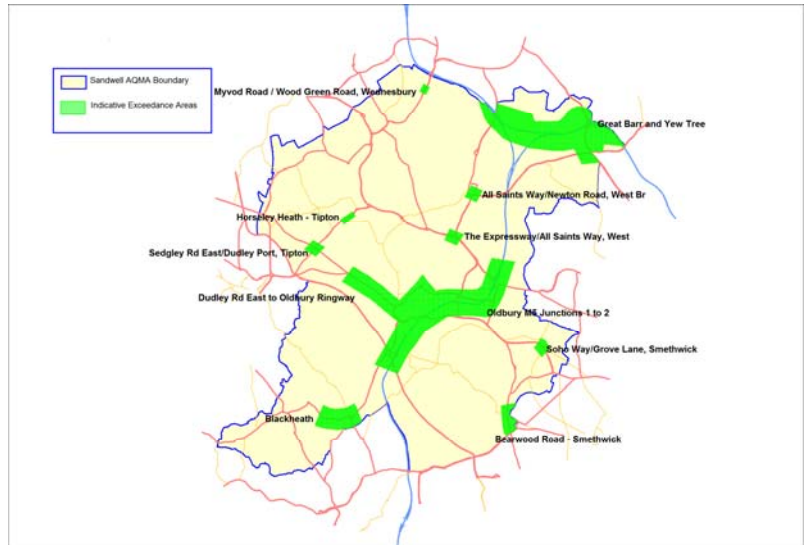 Sandwell AQMA Boundary
Indicative Exceedance Areas
Myvod Road / Wood Green Road, Wednesbury
Great Barr and Yew Tree
All Saints Way/Newton Road, West Br
Horseley Heath - Tipton
The Expressway/All Saints Way, West
Sedgley Rd East/Dudley Port, Tipton
Dudley Rd East to Oldbury Ringway
Oldbury M5 Junctions 1 to 2
Soho Way/Grove Lane, Smethwick
Blackheath
Bearwood Road - Smethwick